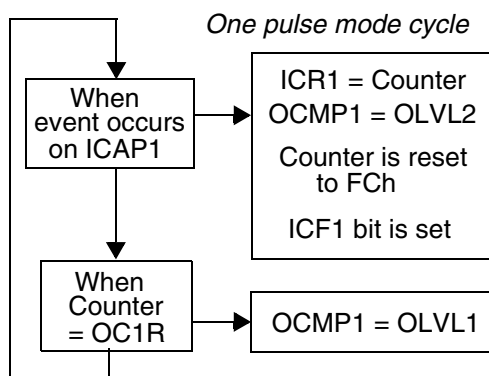 One pulse mode cycle
When
event occurs
on ICAP1
ICR1 = Counter
OCMP1 = OLVL2
Counter is reset
to FCh
ICF1 bit is set
When
Counter
= OC1R
OCMP1 = OLVL1